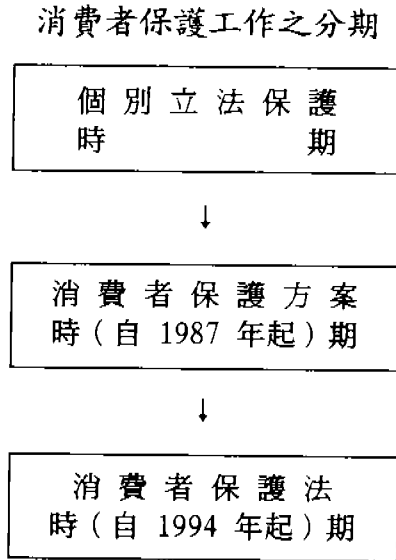 消費者保護工作之分期
個別立法保護
時期
↓
消費者保護方案
時(自 1987 年起)期
↓
消費者保護法
時(自 1994 年起)期